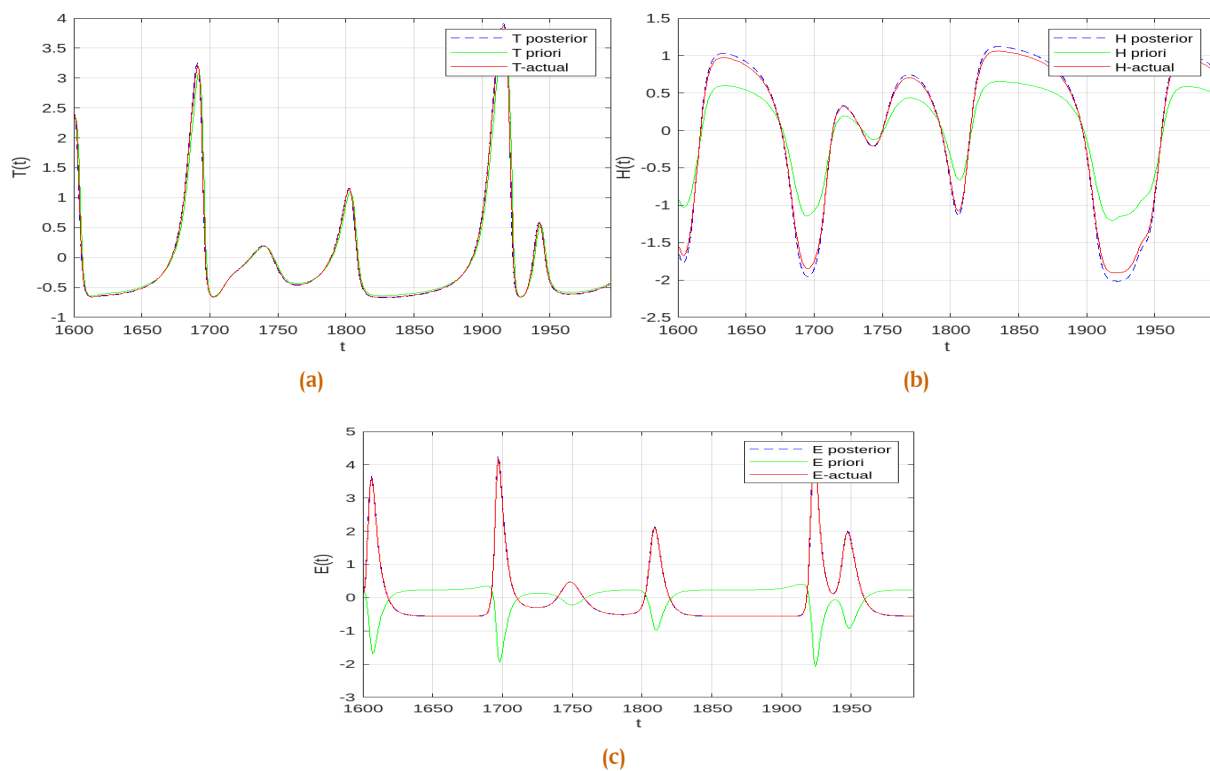 4
3.5
3
2.5
2
1.5
1
0.5
0
-0.5
-1
T(t)
T posterior
T priori
T-actual
1600 1650 1700 1750 1800 1850 1900 1950
t
(a)
1.5
1
0.5
0
-0.5
-1
-1.5
-2
-2.5
H(t)
H posterior
H priori
H-actual
1600 1650 1700 1750 1800 1850 1900 1950
t
(b)
5
4
3
2
1
0
-1
-2
-3
E(t)
E posterior
E priori
E-actual
1600 1650 1700 1750 1800 1850 1900 1950
t
(c)